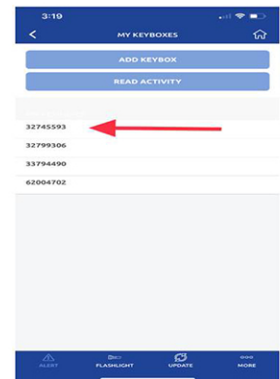 3:19
MY KEYBOXES
ADD KEYBOX
READ ACTIVITY
32745593
32799306
33794490
62004702
ALERT
FLASHLIGHT
UPDATE
MORE